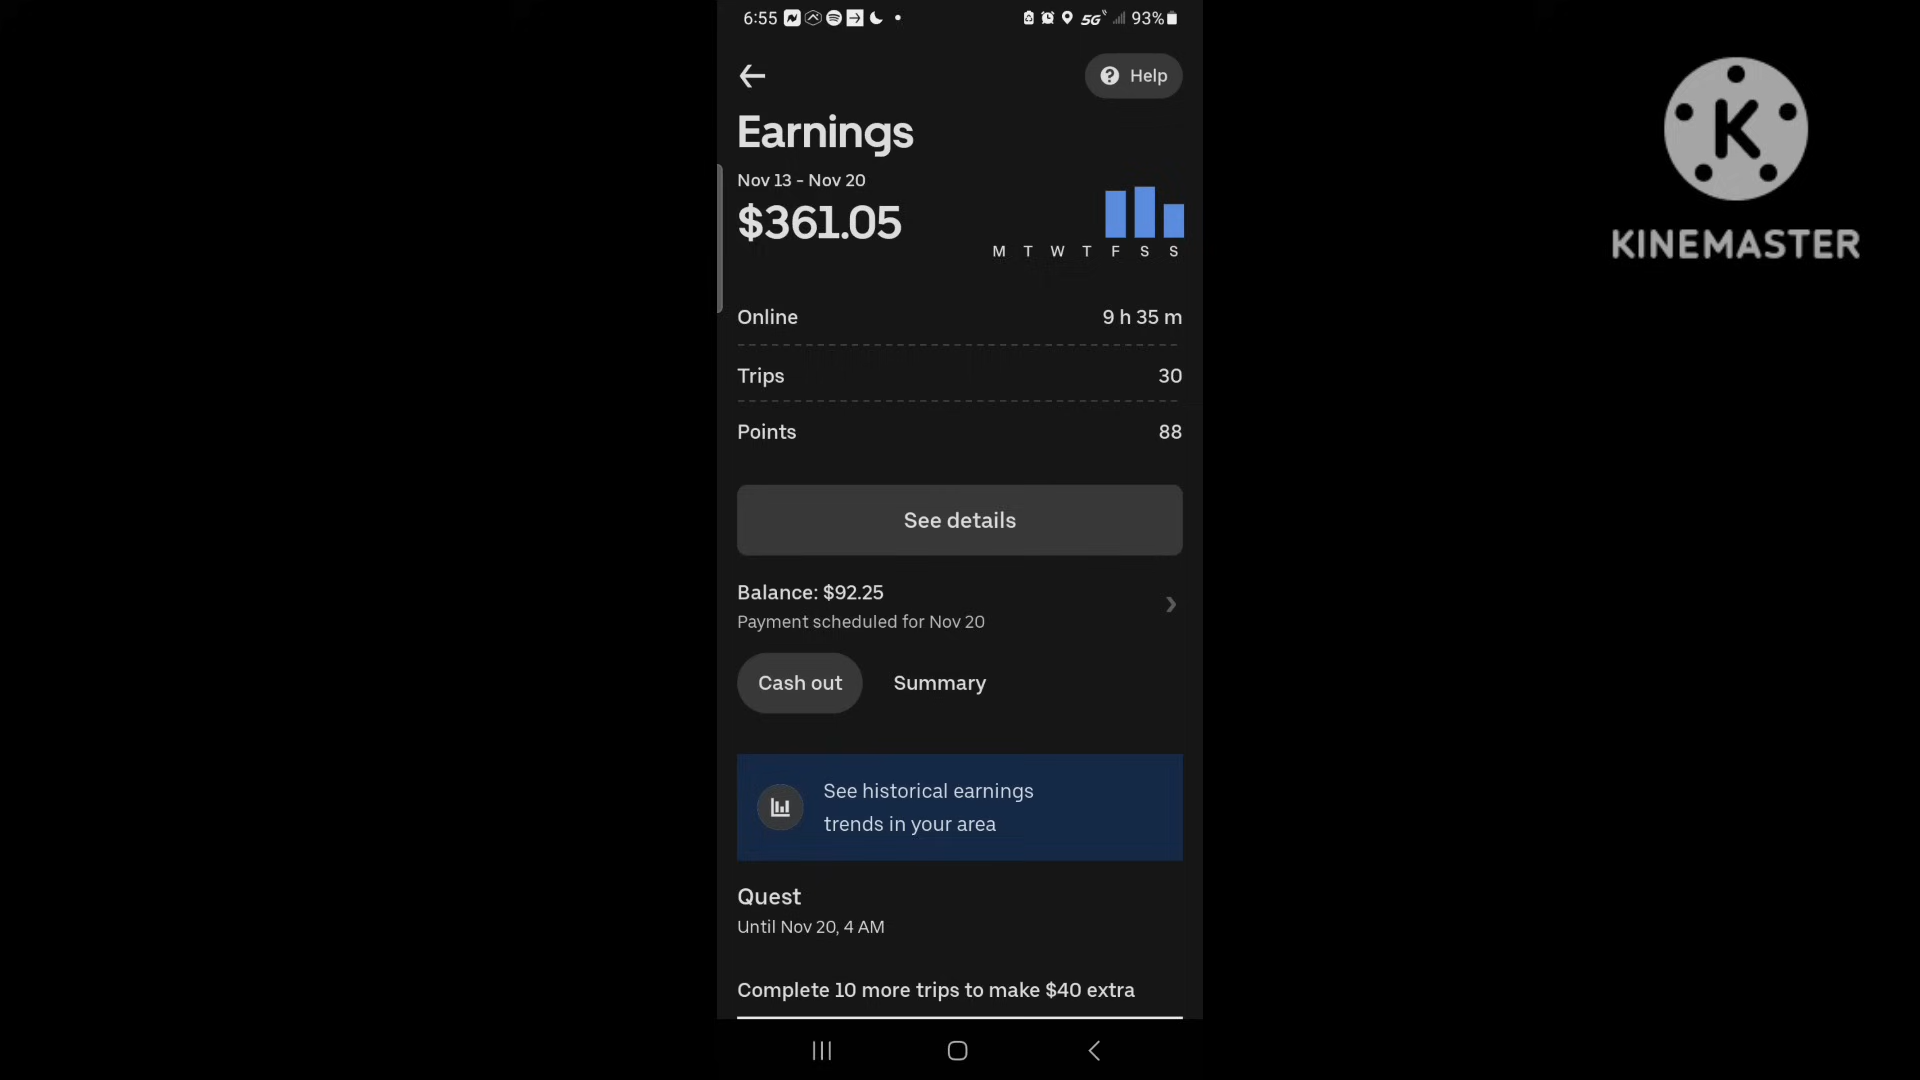 6:55
5G 93%
Help
Earnings
Nov 13 - Nov 20
$361.05
M T W T F S S
Online 9 h 35 m
Trips 30
Points 88
See details
Balance: $92.25
Payment scheduled for Nov 20
Cash out Summary
See historical earnings
trends in your area
Quest
Until Nov 20, 4 AM
Complete 10 more trips to make $40 extra
K
KINEMASTER